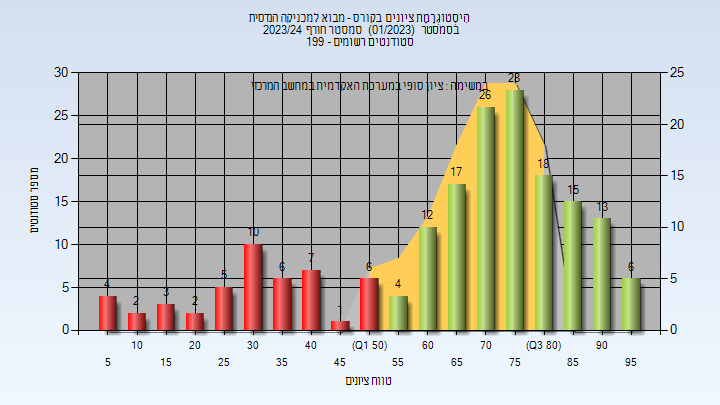 היסטוגרמת ציונים בקורס - מבוא למכניקה הנדסית
בסמסטר (01/2023) סמסטר חורף 2023/24
סטודנטים רשומים - 199
משימה : ציון סופי במערכת האקדמית במחשב המרכזי
מספר סטודנטים
30 25 20 15 10 5 0
25 20 15 10 5 0
4 2 3 2 5 10 6 7 1 6 4 12 17 26 28 18 15 13 6
10 20 30 40 (Q1 50) 60 70 (Q3 80) 90
5 15 25 35 45 55 65 75 85 95
טווח ציונים